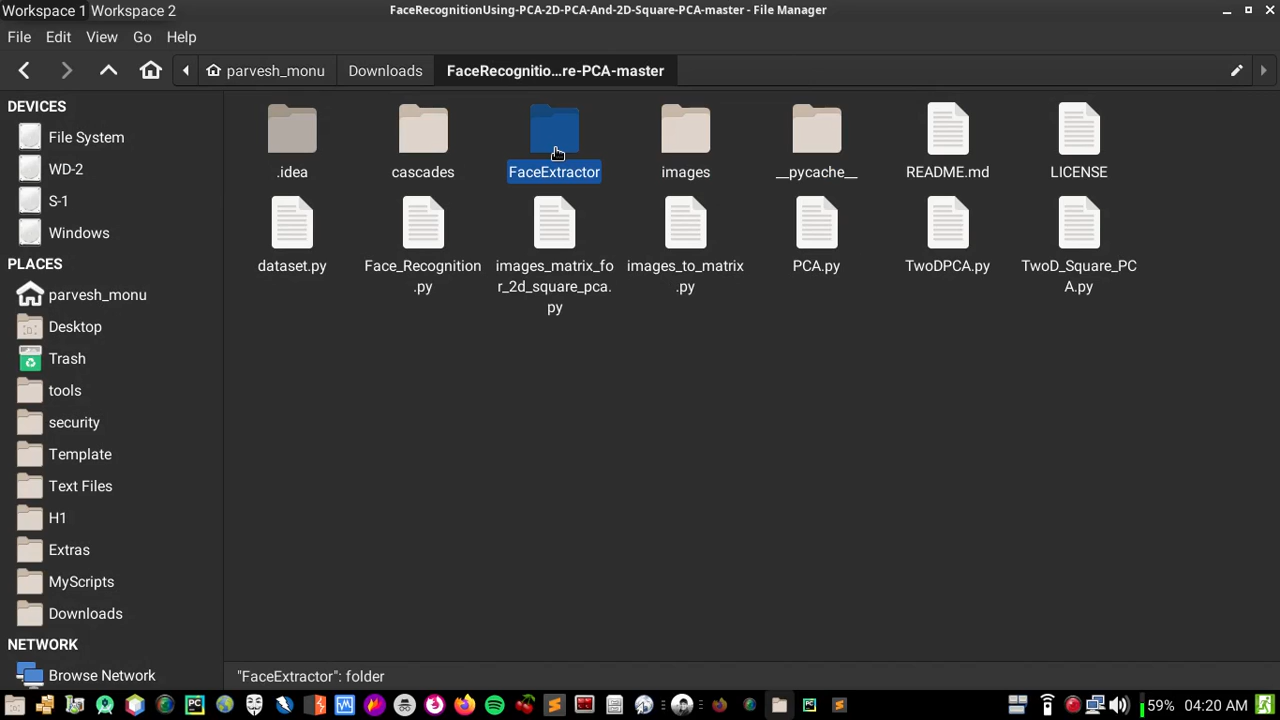 Workspace 1 Workspace 2
FaceRecognitionUsing-PCA-2D-PCA-And-2D-Square-PCA-master - File Manager
File Edit View Go Help
parvesh_monu Downloads FaceRecognitio...re-PCA-master
DEVICES
File System
WD-2
S-1
Windows
PLACES
parvesh_monu
Desktop
Trash
tools
security
Template
Text Files
H1
Extras
MyScripts
Downloads
NETWORK
Browse Network
.idea
cascades
FaceExtractor
images
__pycache__
README.md
LICENSE
dataset.py
Face_Recognition
.py
images_matrix_fo
r_2d_square_pca.
py
images_to_matrix
.py
PCA.py
TwoDPCA.py
TwoD_Square_PC
A.py
"FaceExtractor": folder
59% 04:20 AM